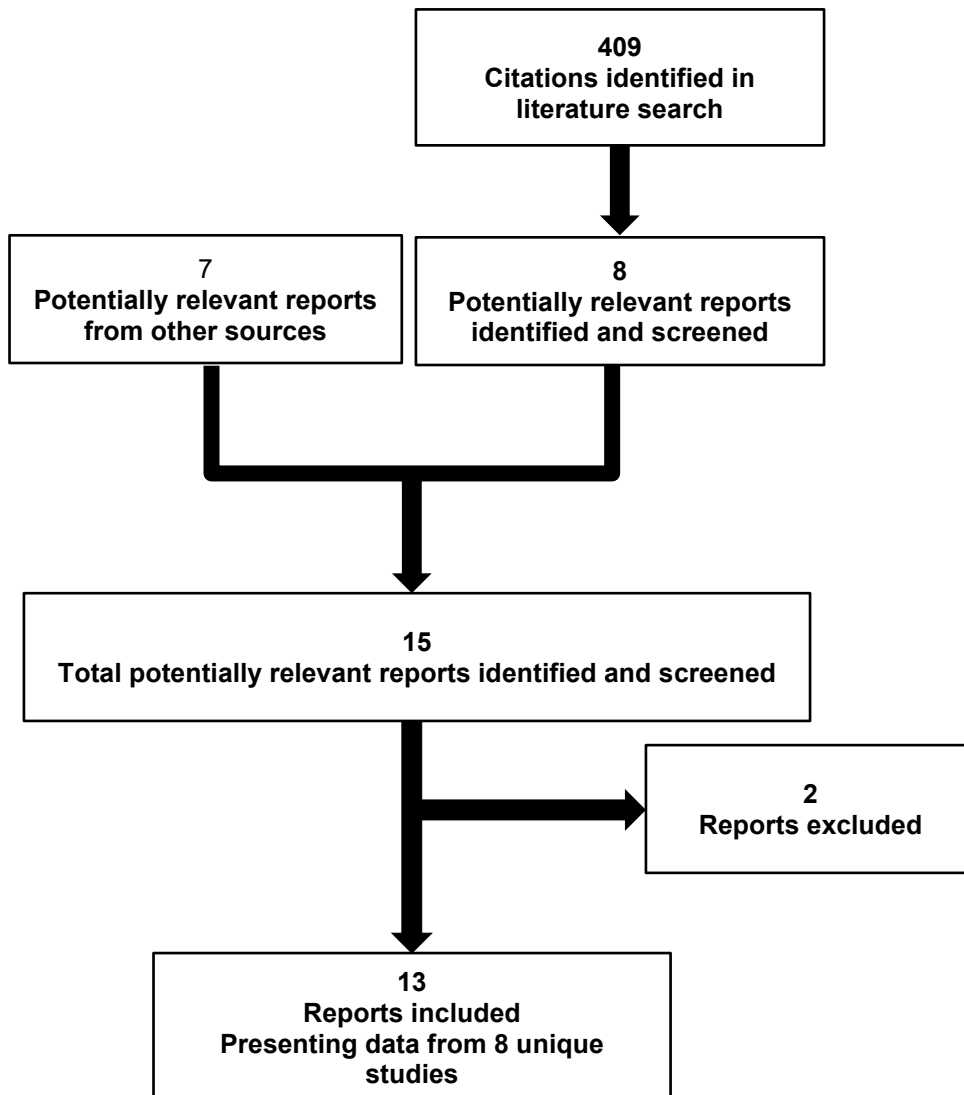 409
Citations identified in
literature search
7
Potentially relevant reports
from other sources
8
Potentially relevant reports
identified and screened
15
Total potentially relevant reports identified and screened
2
Reports excluded
13
Reports included
Presenting data from 8 unique
studies